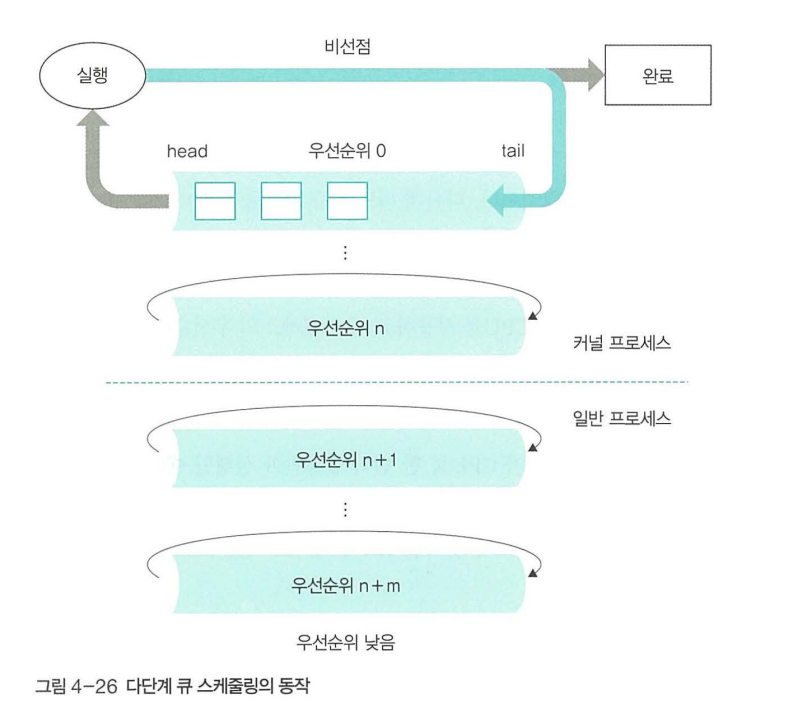 비선점
실행
완료
head 우선순위 0 tail
⋮
우선순위 n
커널 프로세스
일반 프로세스
우선순위 n+1
⋮
우선순위 n+m
우선순위 낮음
그림 4-26 다단계 큐 스케줄링의 동작